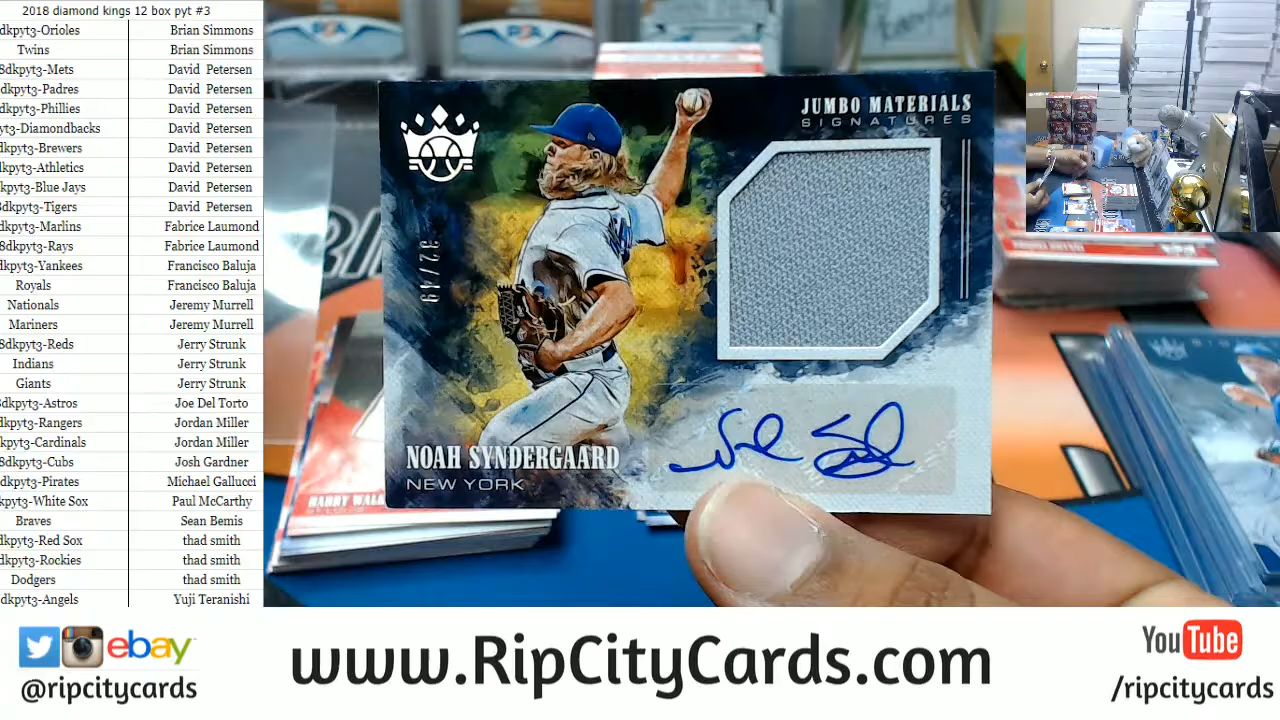 2018 diamond kings 12 box pyt #3
dkpyt3-Orioles Brian Simmons
Twins Brian Simmons
8dkpyt3-Mets David Petersen
dkpyt3-Padres David Petersen
dkpyt3-Phillies David Petersen
yt3-Diamondbacks David Petersen
dkpyt3-Brewers David Petersen
kpyt3-Athletics David Petersen
kpyt3-Blue Jays David Petersen
8dkpyt3-Tigers David Petersen
dkpyt3-Marlins Fabrice Laumond
8dkpyt3-Rays Fabrice Laumond
dkpyt3-Yankees Francisco Baluja
Royals Francisco Baluja
Nationals Jeremy Murrell
Mariners Jeremy Murrell
8dkpyt3-Reds Jerry Strunk
Indians Jerry Strunk
Giants Jerry Strunk
dkpyt3-Astros Joe Del Torto
dkpyt3-Rangers Jordan Miller
kpyt3-Cardinals Jordan Miller
8dkpyt3-Cubs Josh Gardner
dkpyt3-Pirates Michael Gallucci
kpyt3-White Sox Paul McCarthy
Braves Sean Bemis
dkpyt3-Red Sox thad smith
kpyt3-Rockies thad smith
Dodgers thad smith
dkpyt3-Angels Yuji Teranishi
JUMBO MATERIALS
SIGNATURES
32/49
NOAH SYNDERGAARD
NEW YORK
ebay
@ripcitycards
www.RipCityCards.com
YouTube
/ripcitycards